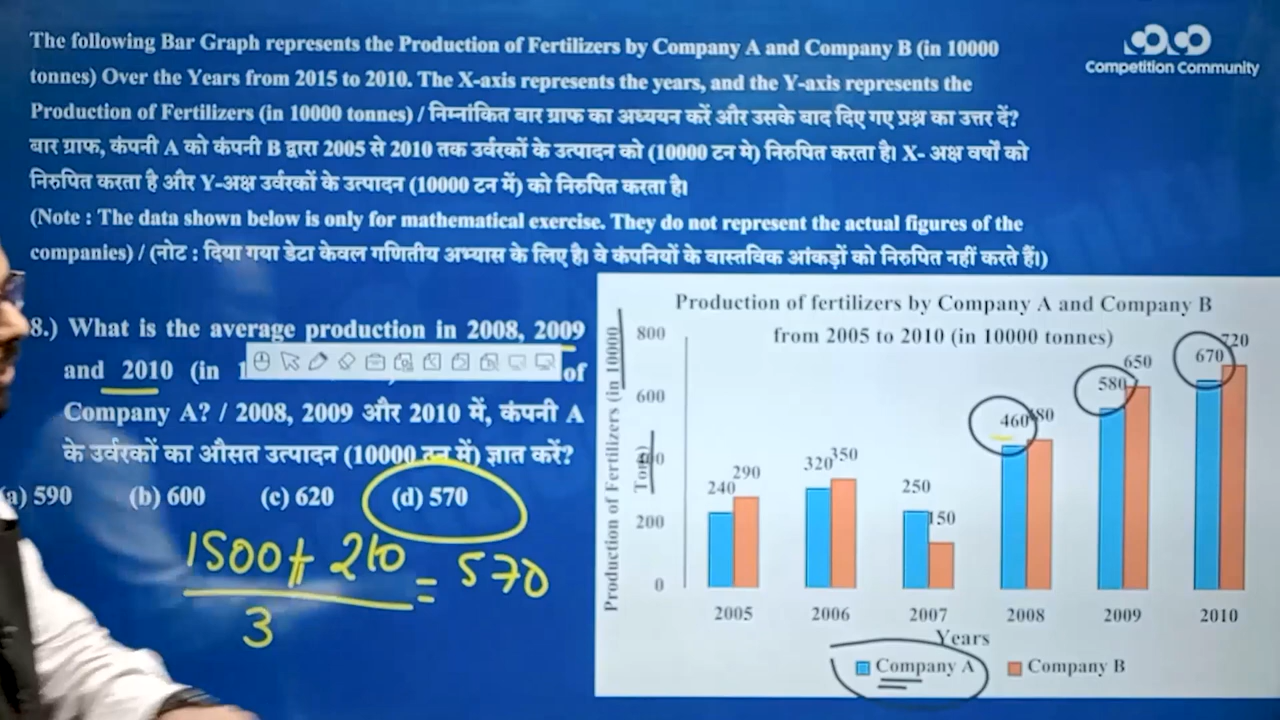 The following Bar Graph represents the Production of Fertilizers by Company A and Company B (in 10000
tonnes) Over the Years from 2015 to 2010. The X-axis represents the years, and the Y-axis represents the
Production of Fertilizers (in 10000 tonnes) / निम्नांकित बार ग्राफ का अध्ययन करें और उसके बाद दिए गए प्रश्न का उत्तर दें?
बार ग्राफ, कंपनी A को कंपनी B द्वारा 2005 से 2010 तक उर्वरकों के उत्पादन को (10000 टन मे) निरुपित करता है। X- अक्ष वर्षों को
निरुपित करता है और Y-अक्ष उर्वरकों के उत्पादन (10000 टन में) को निरुपित करता है।
(Note : The data shown below is only for mathematical exercise. They do not represent the actual figures of the
companies) / (नोट : दिया गया डेटा केवल गणितीय अभ्यास के लिए है। वे कंपनियों के वास्तविक आंकड़ों को निरुपित नहीं करते हैं।)
Competition Community
8.) What is the average production in 2008, 2009
and 2010 (in of
Company A? / 2008, 2009 और 2010 में, कंपनी A
के उर्वरकों का औसत उत्पादन (10000 टन में) ज्ञात करें?
(a) 590 (b) 600 (c) 620 (d) 570
1500 + 210 = 570
3
Production of fertilizers by Company A and Company B
from 2005 to 2010 (in 10000 tonnes)
Production of Fertilizers (in 10000
Tons)
800
600
400
200
0
240 290 320 350 250 150 460 480 580 650 670 720
2005 2006 2007 2008 2009 2010
Years
Company A Company B